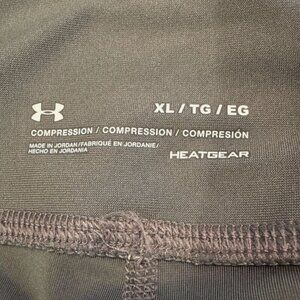 XL / TG / EG
COMPRESSION / COMPRESSION / COMPRESIÓN
MADE IN JORDAN/FABRIQUÉ EN JORDANIE/
HECHO EN JORDANIA
HEATGEAR